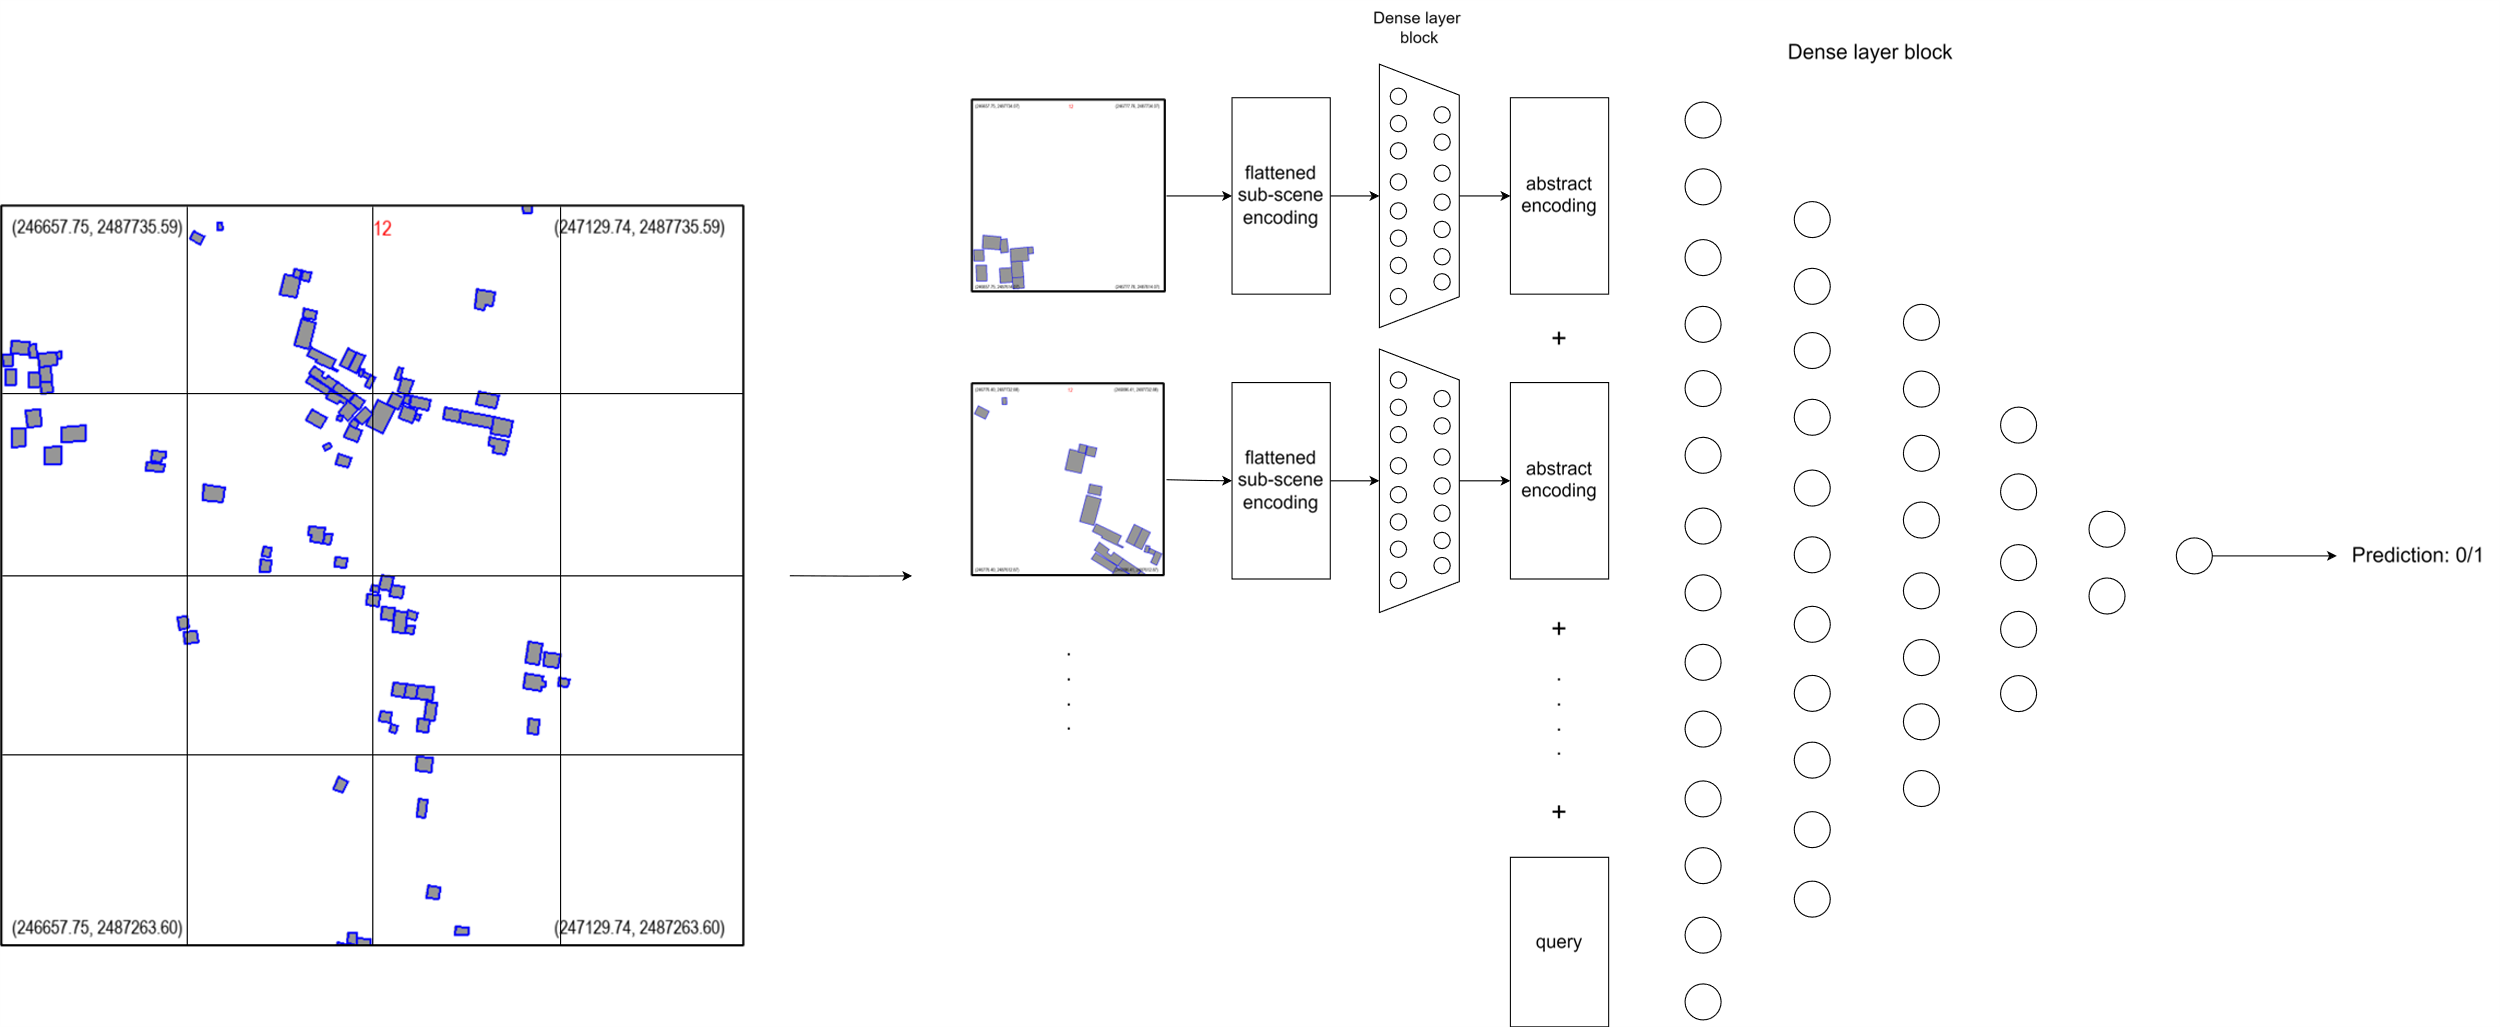 Dense layer
block
Dense layer block
(246657.75, 2487735.59)
12
(247129.74, 2487735.59)
(246657.75, 2487263.60)
(247129.74, 2487263.60)
12
flattened
sub-scene
encoding
abstract
encoding
+
12
flattened
sub-scene
encoding
abstract
encoding
+
+
query
Prediction: 0/1